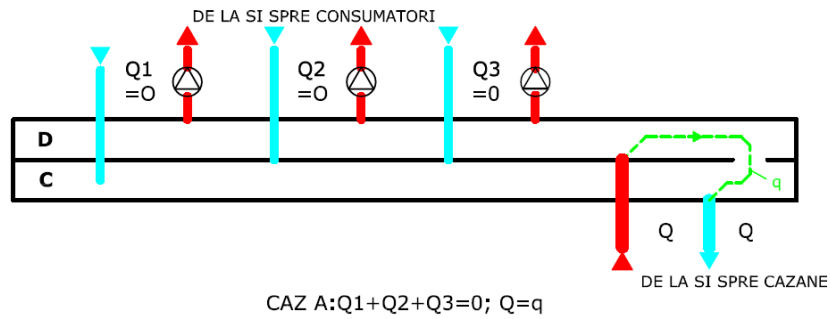 DE LA SI SPRE CONSUMATORI
Q1
=O
Q2
=O
Q3
=0
D
C
q
Q
Q
DE LA SI SPRE CAZANE
CAZ A:Q1+Q2+Q3=0; Q=q